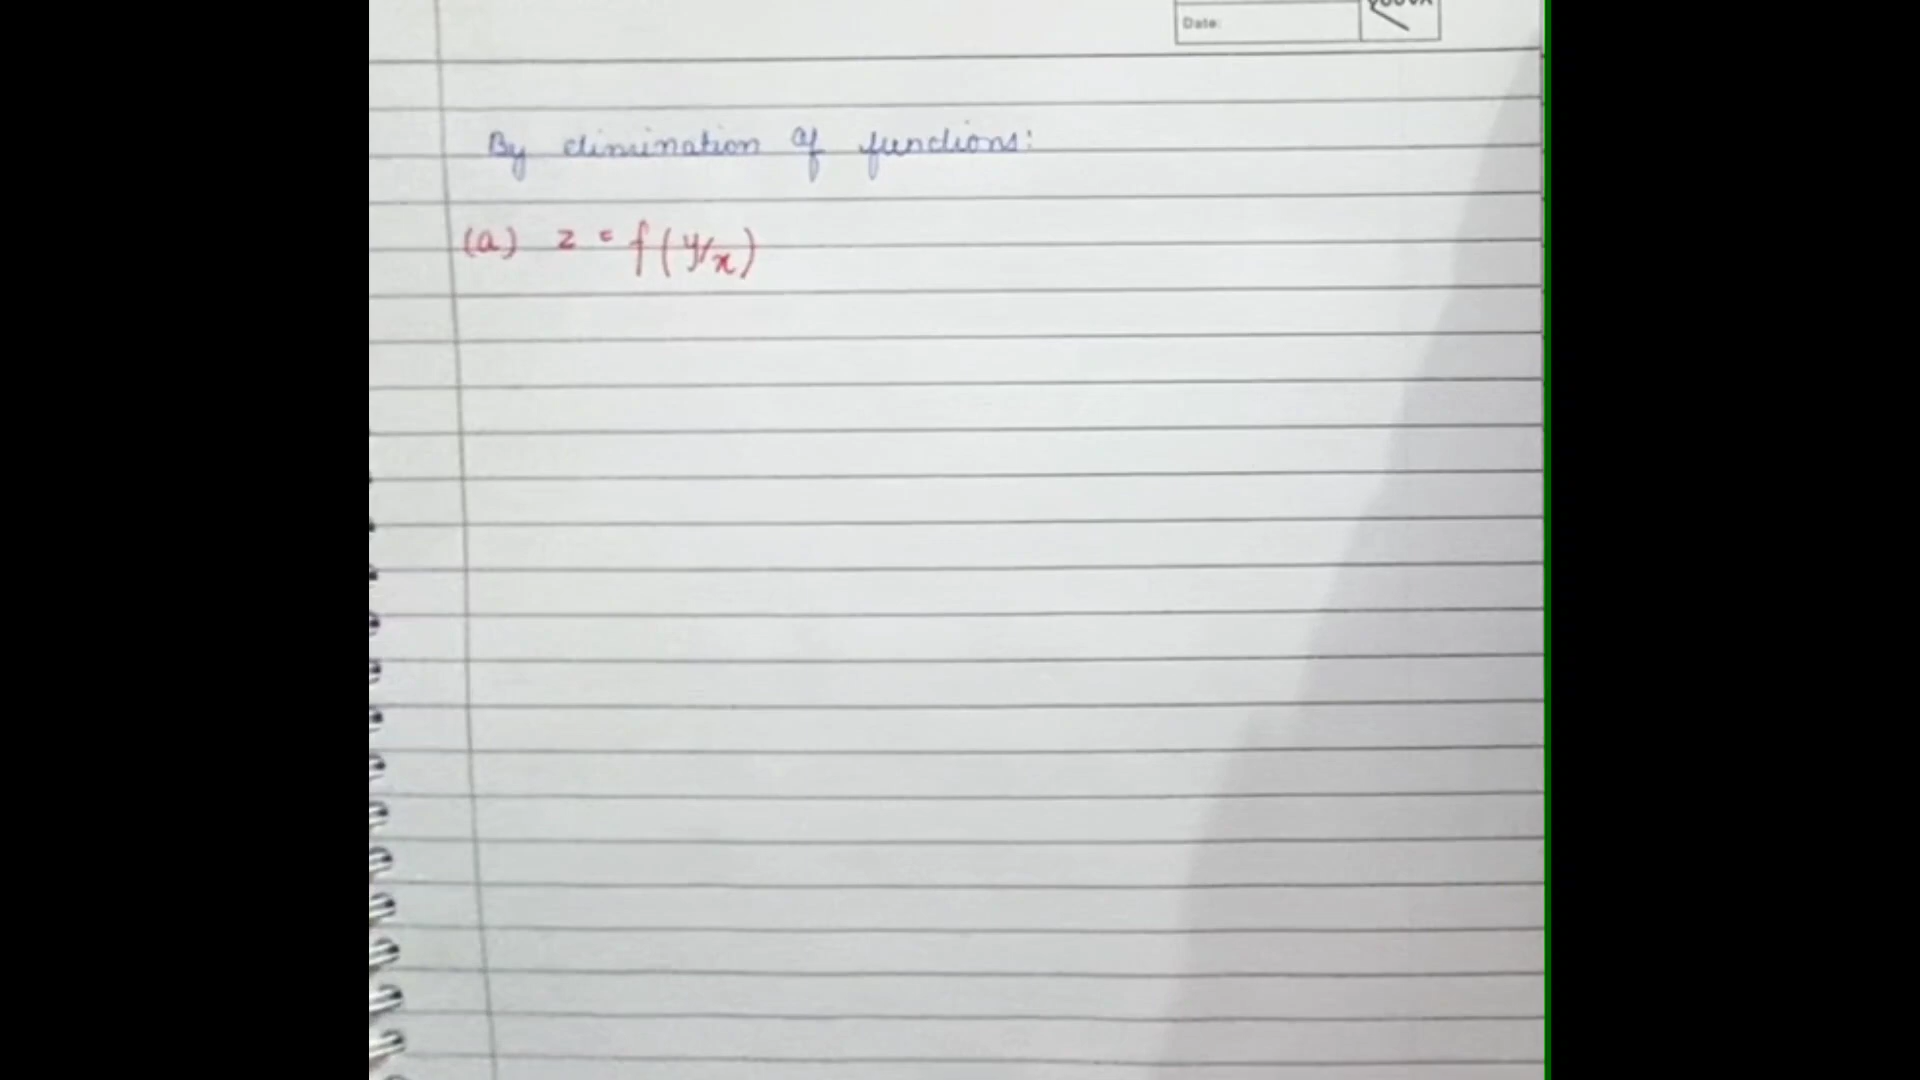 Date:
By elimination of functions:
(a) z = f(y/x)